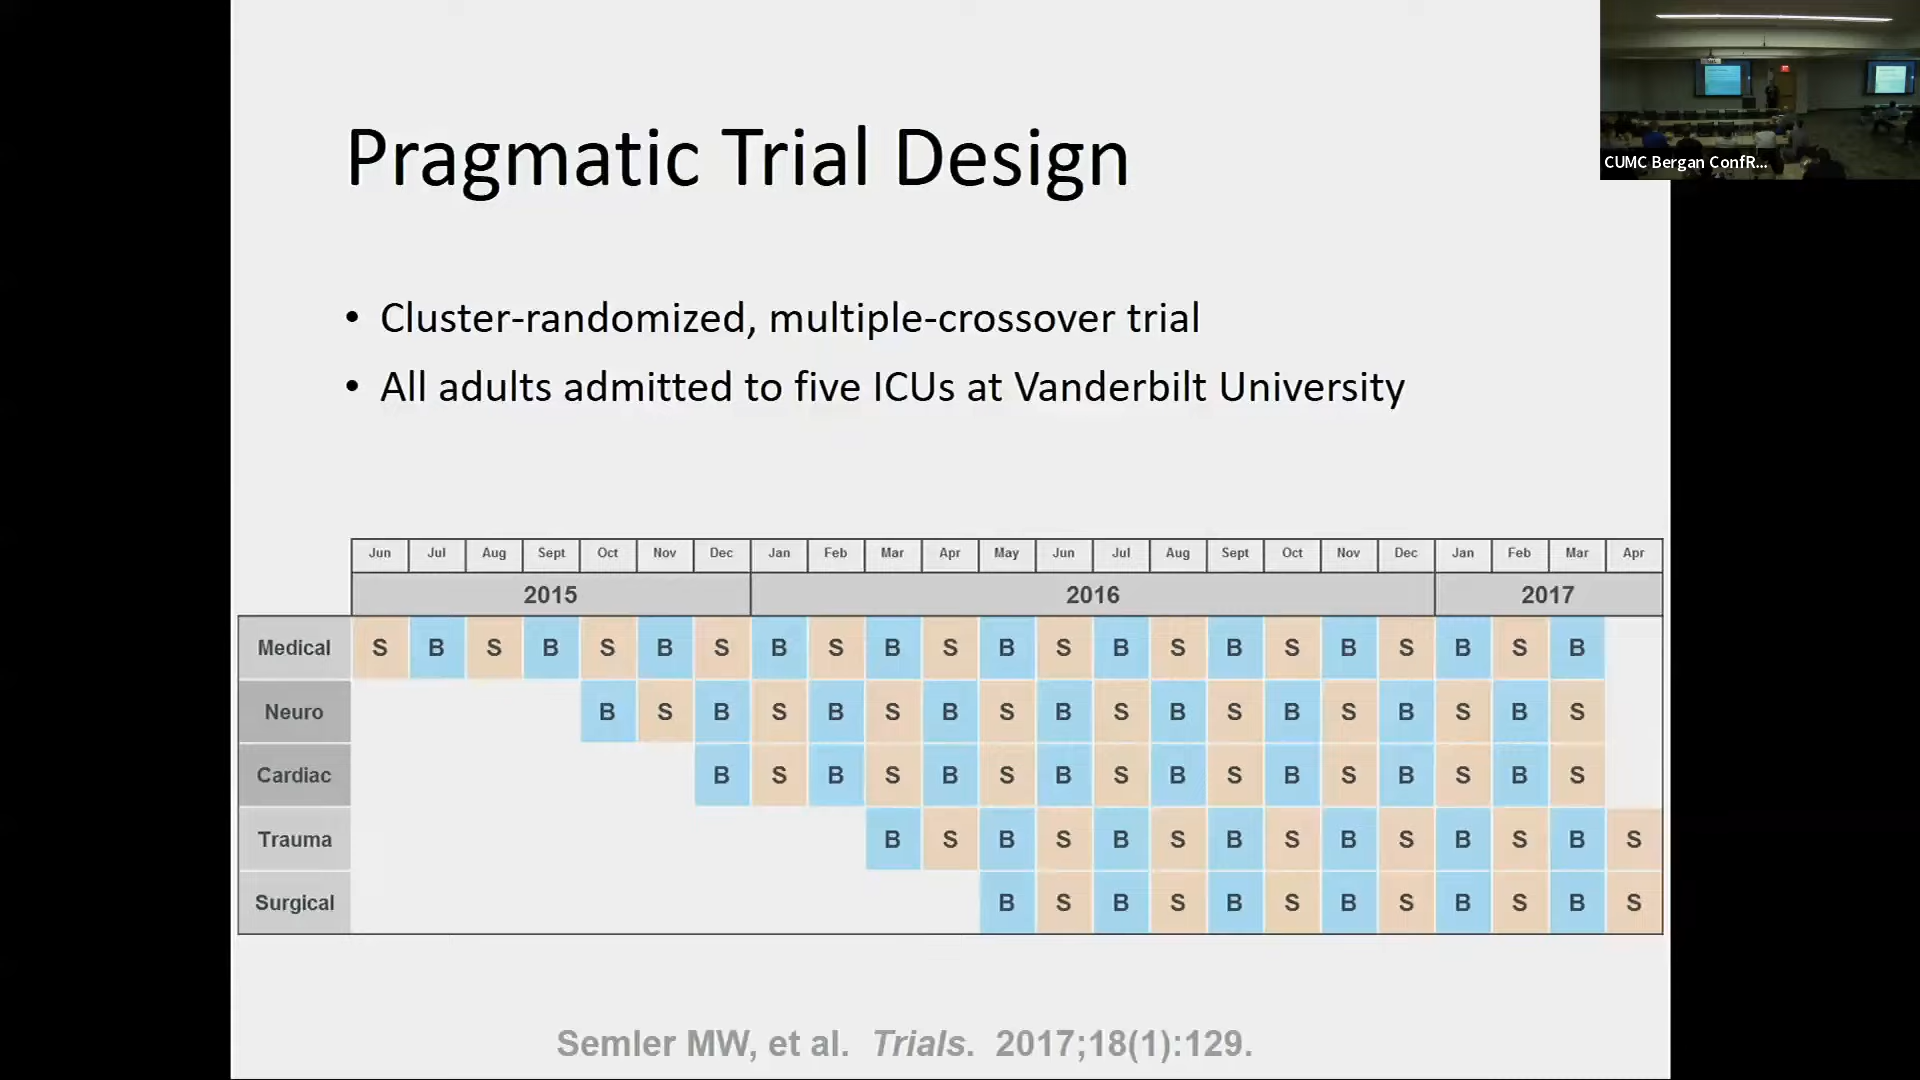 Pragmatic Trial Design
CUMC Bergan ConfR...
• Cluster-randomized, multiple-crossover trial
• All adults admitted to five ICUs at Vanderbilt University
Jun Jul Aug Sept Oct Nov Dec Jan Feb Mar Apr May Jun Jul Aug Sept Oct Nov Dec Jan Feb Mar Apr
2015 2016 2017
Medical S B S B S B S B S B S B S B S B S B S B S B
Neuro B S B S B S B S B S B S B S B S B S
Cardiac B S B S B S B S B S B S B S B S
Trauma B S B S B S B S B S B S B S
Surgical B S B S B S B S B S B S
Semler MW, et al. Trials. 2017;18(1):129.